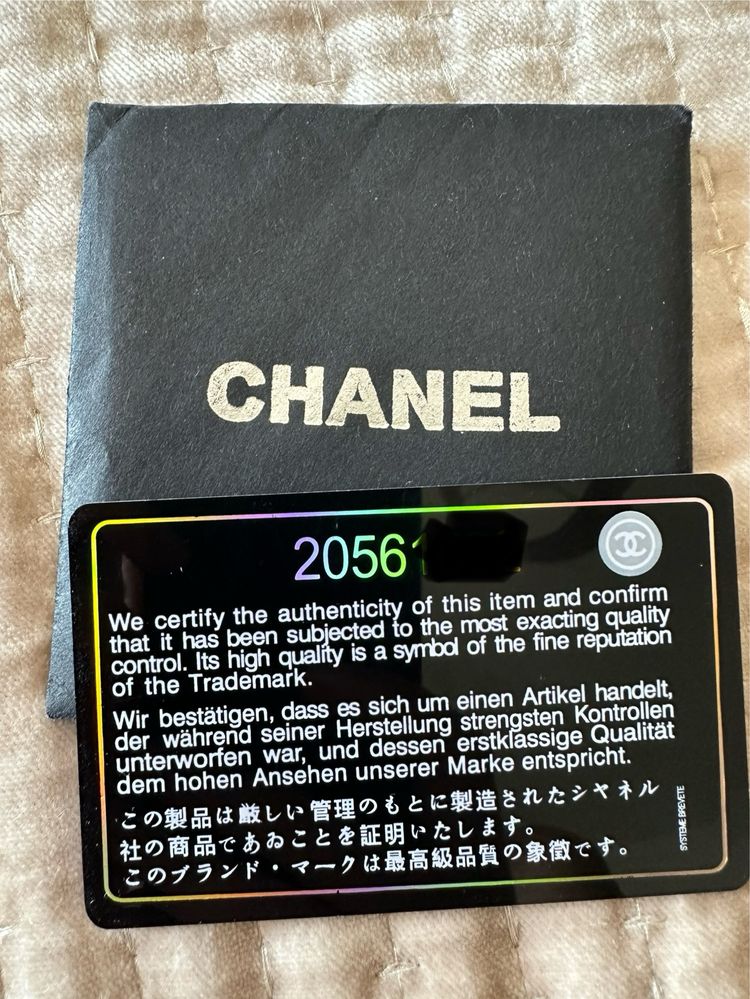 CHANEL
20561
We certify the authenticity of this item and confirm
that it has been subjected to the most exacting quality
control. Its high quality is a symbol of the fine reputation
of the Trademark.
Wir bestätigen, dass es sich um einen Artikel handelt,
der während seiner Herstellung strengsten Kontrollen
unterworfen war, und dessen erstklassige Qualität
dem hohen Ansehen unserer Marke entspricht.
この製品は厳しい管理のもとに製造されたシヤネル
社の商品であゐことを証明いたします。
このブランド・マークは最高級品質の象徴です。
SYSTEME BREVETE